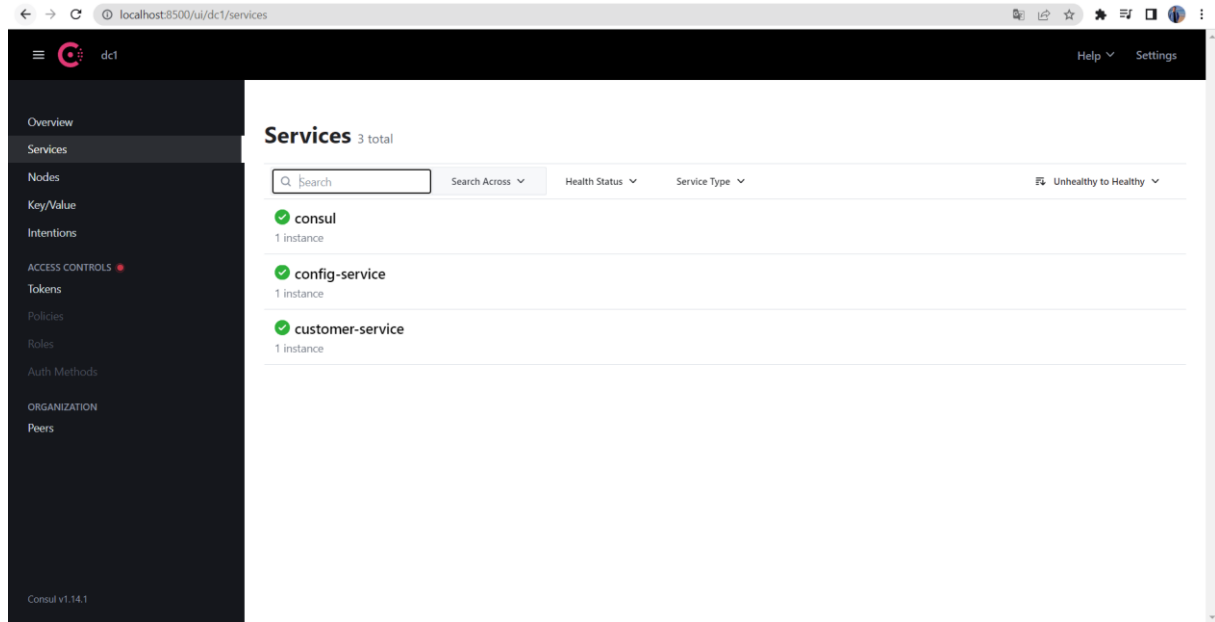 localhost:8500/ui/dc1/services
dc1
Help
Settings
Overview
Services
Nodes
Key/Value
Intentions
ACCESS CONTROLS
Tokens
Policies
Roles
Auth Methods
ORGANIZATION
Peers
Consul v1.14.1
Services 3 total
Search
Search Across
Health Status
Service Type
Unhealthy to Healthy
consul
1 instance
config-service
1 instance
customer-service
1 instance